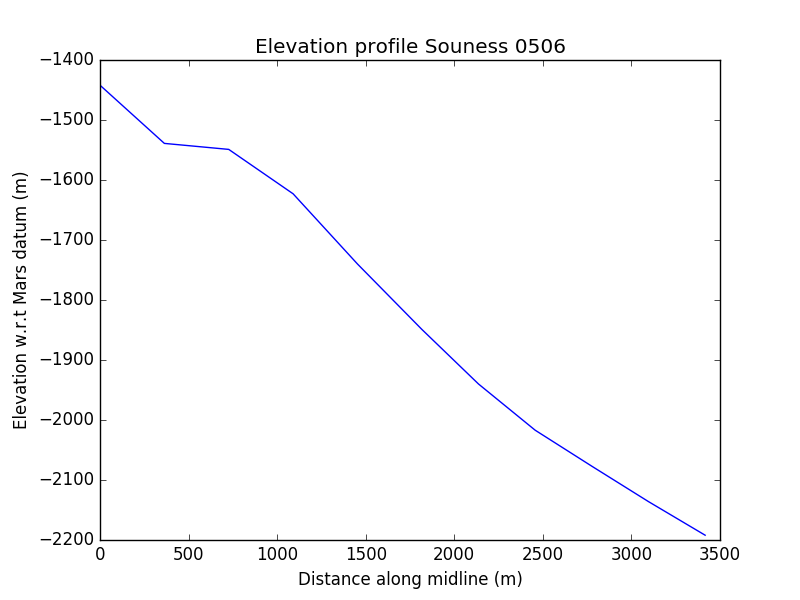 Elevation profile Souness 0506
−1400
−1500
−1600
−1700
−1800
−1900
−2000
−2100
−2200
Elevation w.r.t Mars datum (m)
0 500 1000 1500 2000 2500 3000 3500
Distance along midline (m)